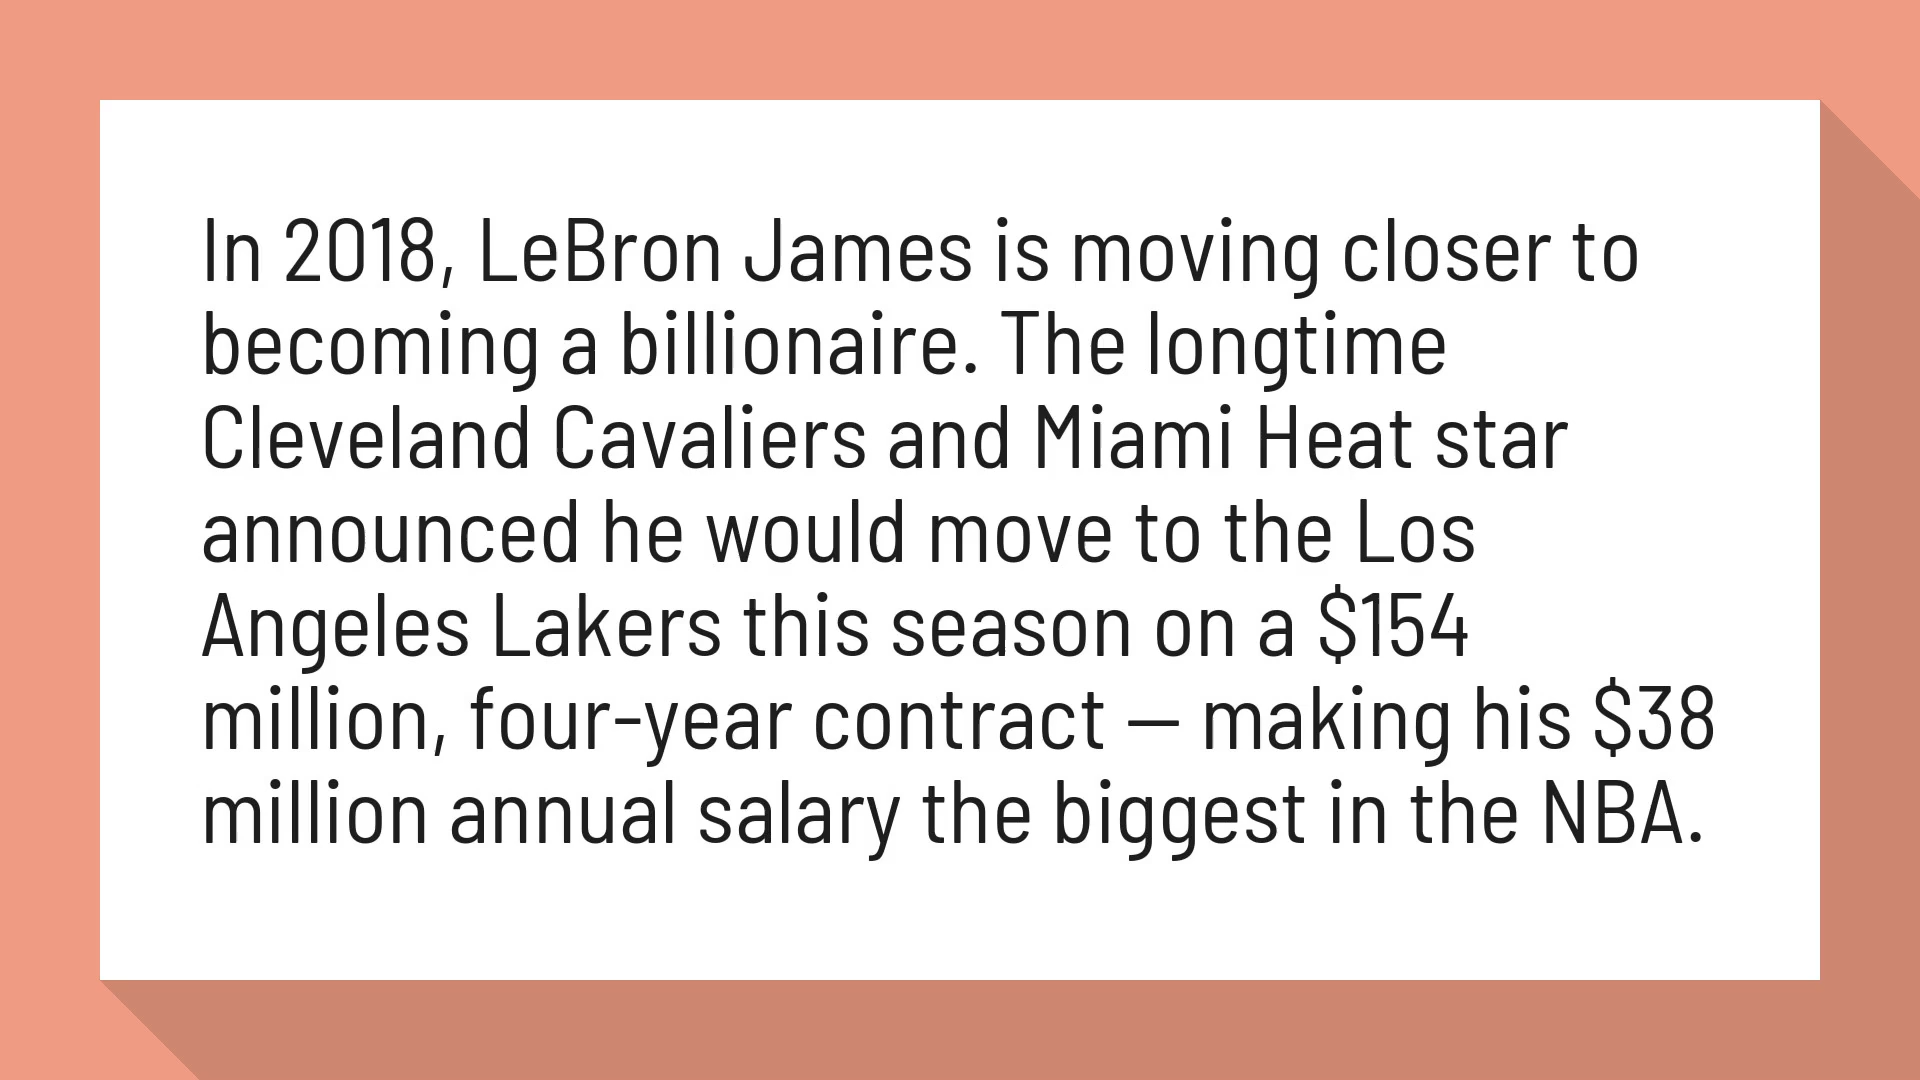 In 2018, LeBron James is moving closer to
becoming a billionaire. The longtime
Cleveland Cavaliers and Miami Heat star
announced he would move to the Los
Angeles Lakers this season on a $154
million, four-year contract — making his $38
million annual salary the biggest in the NBA.